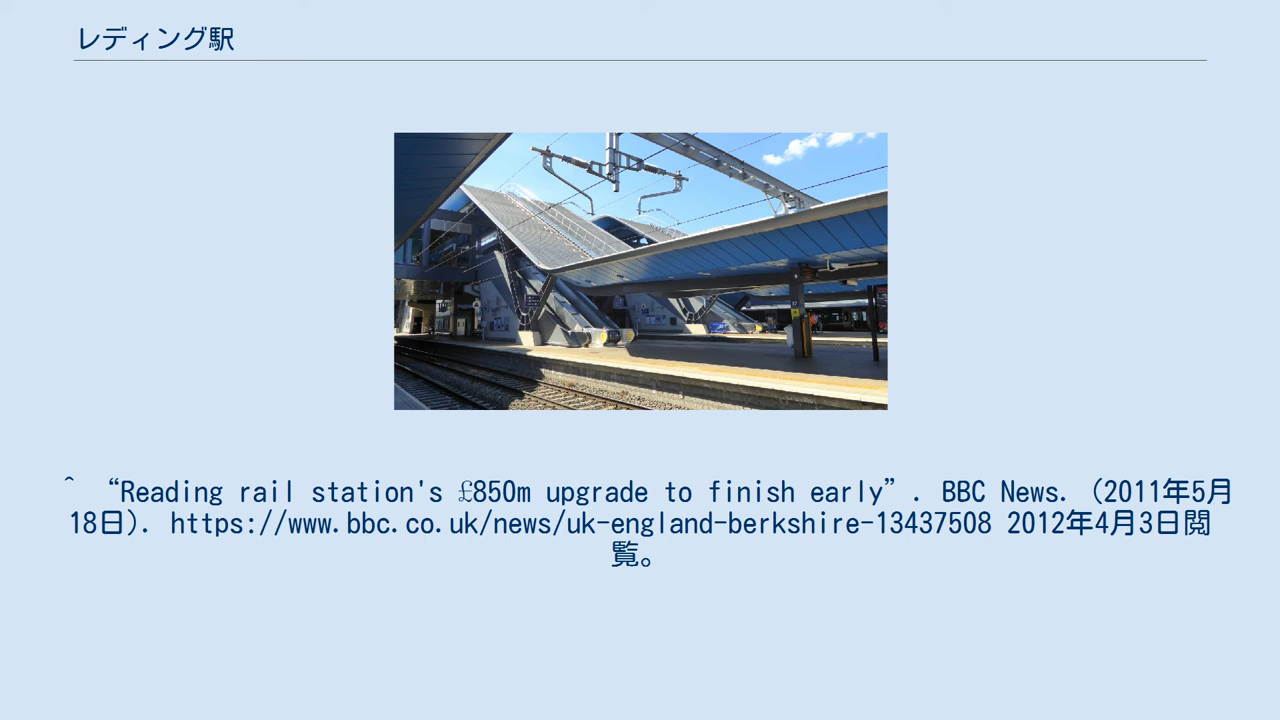 レディング駅
^ “Reading rail station's £850m upgrade to finish early”. BBC News. (2011年5月
18日). https://www.bbc.co.uk/news/uk-england-berkshire-13437508 2012年4月3日閲
覧。